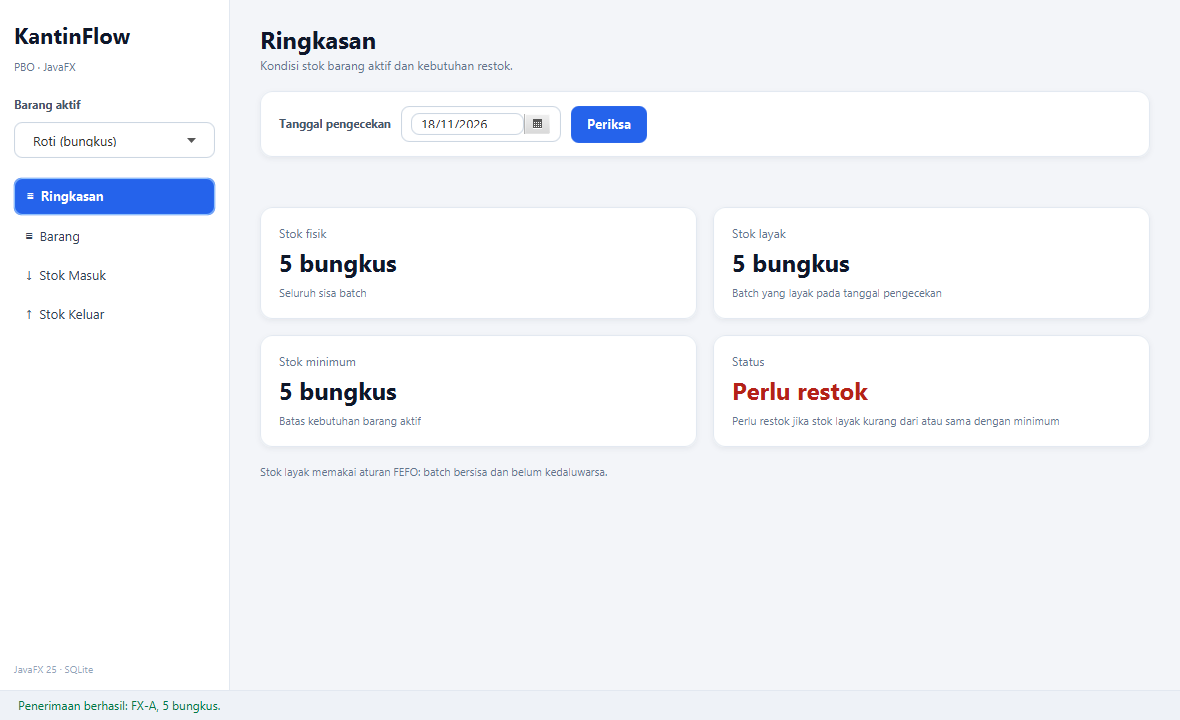 KantinFlow
PBO · JavaFX
Barang aktif
Roti (bungkus)
≡ Ringkasan
≡ Barang
↓ Stok Masuk
↑ Stok Keluar
JavaFX 25 · SQLite
Ringkasan
Kondisi stok barang aktif dan kebutuhan restok.
Tanggal pengecekan 18/11/2026 Periksa
Stok fisik
5 bungkus
Seluruh sisa batch
Stok layak
5 bungkus
Batch yang layak pada tanggal pengecekan
Stok minimum
5 bungkus
Batas kebutuhan barang aktif
Status
Perlu restok
Perlu restok jika stok layak kurang dari atau sama dengan minimum
Stok layak memakai aturan FEFO: batch bersisa dan belum kedaluwarsa.
Penerimaan berhasil: FX-A, 5 bungkus.